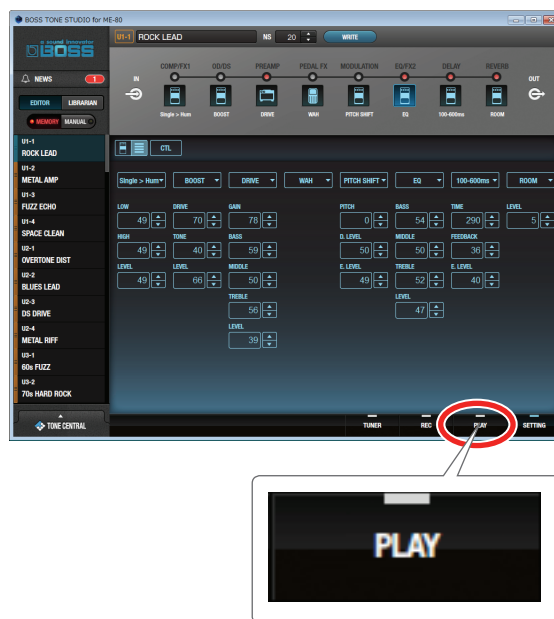 BOSS TONE STUDIO for ME-80
a sound innovator
BOSS
U1-1 ROCK LEAD NS 20 WRITE
NEWS 1
COMP/FX1 OD/DS PREAMP PEDAL FX MODULATION EQ/FX2 DELAY REVERB
IN OUT
Single > Hum BOOST DRIVE WAH PITCH SHIFT EQ 100-600ms ROOM
EDITOR LIBRARIAN
MEMORY MANUAL
U1-1
ROCK LEAD
U1-2
METAL AMP
U1-3
FUZZ ECHO
U1-4
SPACE CLEAN
U2-1
OVERTONE DIST
U2-2
BLUES LEAD
U2-3
DS DRIVE
U2-4
METAL RIFF
U3-1
60s FUZZ
U3-2
70s HARD ROCK
TONE CENTRAL
CTL
Single > Hum BOOST DRIVE WAH PITCH SHIFT EQ 100-600ms ROOM
LOW DRIVE GAIN PITCH BASS TIME LEVEL
49 70 78 0 54 290 5
HIGH TONE BASS D. LEVEL MIDDLE FEEDBACK
49 40 59 50 50 36
LEVEL LEVEL MIDDLE E. LEVEL TREBLE E. LEVEL
49 66 50 49 52 40
TREBLE LEVEL
56 47
LEVEL
39
TUNER REC PLAY SETTING
PLAY